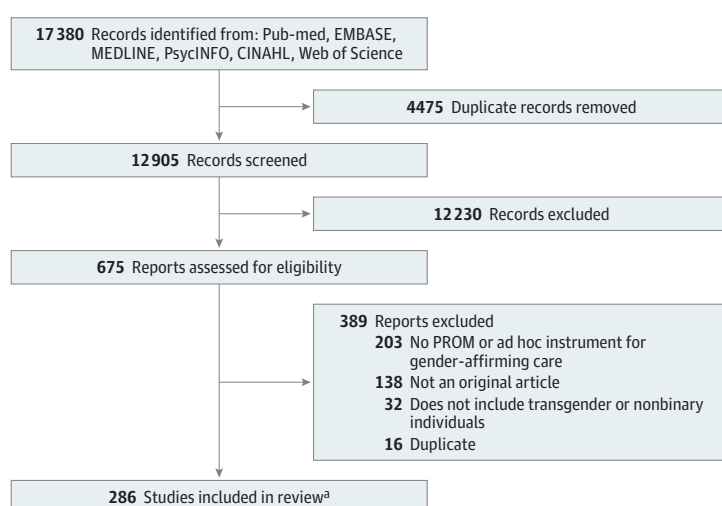 17 380 Records identified from: Pub-med, EMBASE,
MEDLINE, PsycINFO, CINAHL, Web of Science
4475 Duplicate records removed
12 905 Records screened
12 230 Records excluded
675 Reports assessed for eligibility
389 Reports excluded
203 No PROM or ad hoc instrument for
gender-affirming care
138 Not an original article
32 Does not include transgender or nonbinary
individuals
16 Duplicate
286 Studies included in reviewª